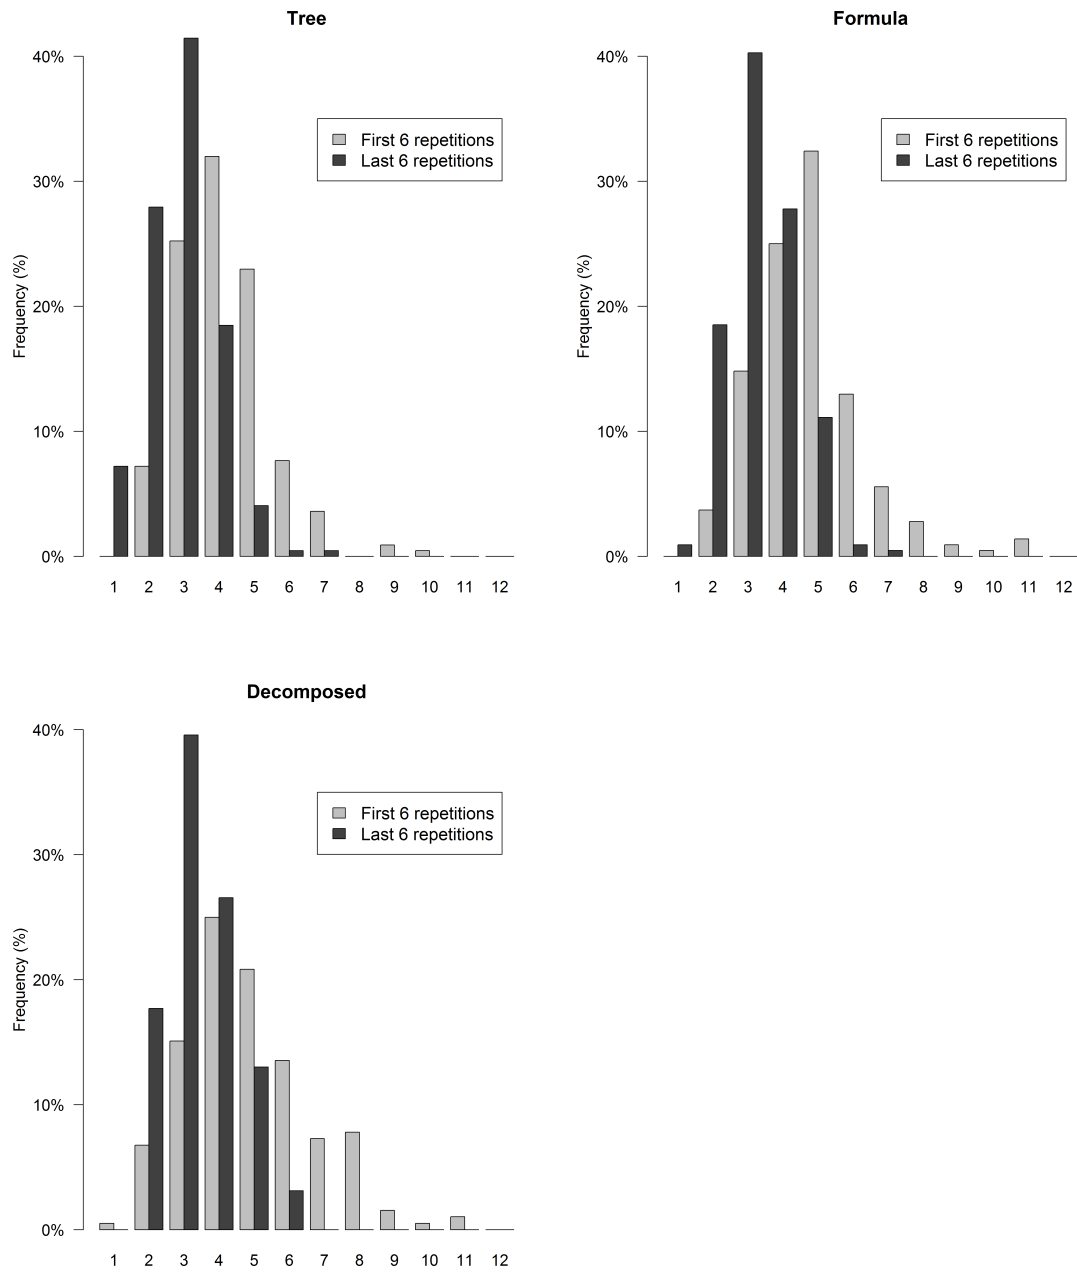 Tree
Frequency (%)
40%
30%
20%
10%
0%
First 6 repetitions
Last 6 repetitions
1 2 3 4 5 6 7 8 9 10 11 12
Formula
Frequency (%)
40%
30%
20%
10%
0%
First 6 repetitions
Last 6 repetitions
1 2 3 4 5 6 7 8 9 10 11 12
Decomposed
Frequency (%)
40%
30%
20%
10%
0%
First 6 repetitions
Last 6 repetitions
1 2 3 4 5 6 7 8 9 10 11 12